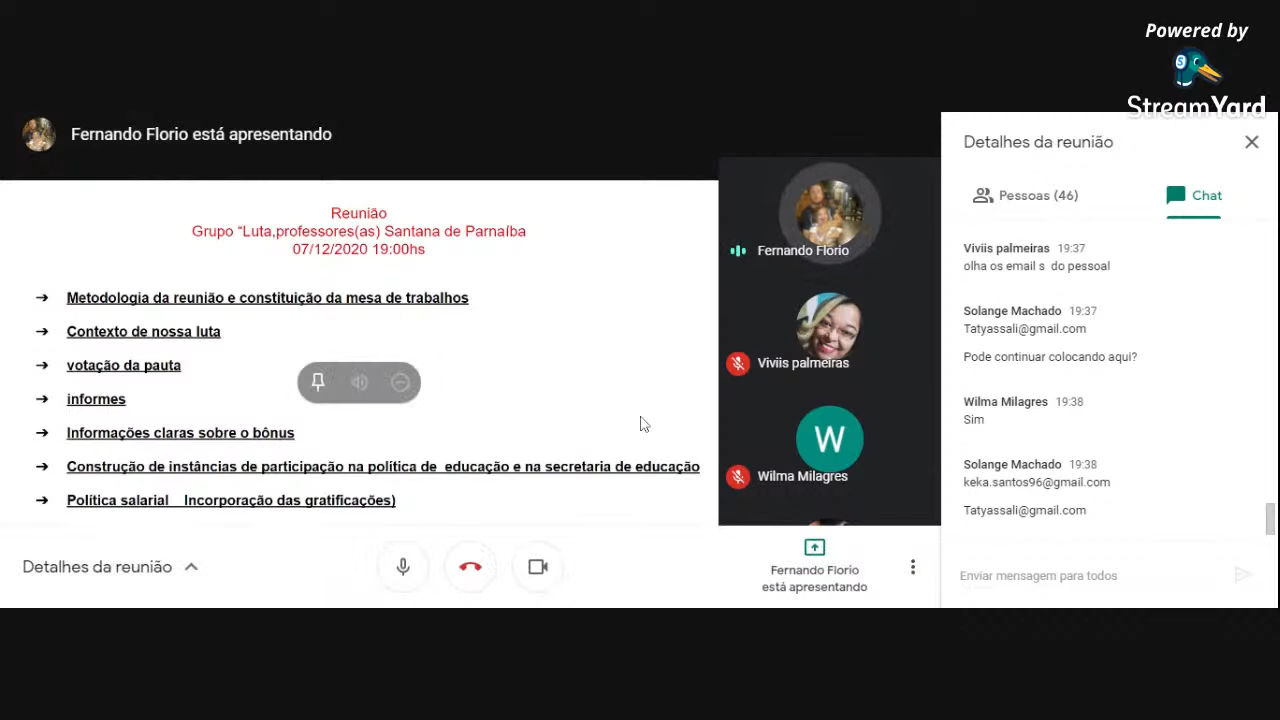 Powered by
StreamYard
Fernando Florio está apresentando
Reunião
Grupo “Luta,professores(as) Santana de Parnaíba
07/12/2020 19:00hs
➔ Metodologia da reunião e constituição da mesa de trabalhos
➔ Contexto de nossa luta
➔ votação da pauta
➔ informes
➔ Informações claras sobre o bônus
➔ Construção de instâncias de participação na política de educação e na secretaria de educação
➔ Política salarial Incorporação das gratificações)
Fernando Florio
Viviis palmeiras
W
Wilma Milagres
Detalhes da reunião
Fernando Florio
está apresentando
Detalhes da reunião
Pessoas (46)
Chat
Viviis palmeiras 19:37
olha os email s do pessoal
Solange Machado 19:37
Tatyassali@gmail.com
Pode continuar colocando aqui?
Wilma Milagres 19:38
Sim
Solange Machado 19:38
keka.santos96@gmail.com
Tatyassali@gmail.com
Enviar mensagem para todos